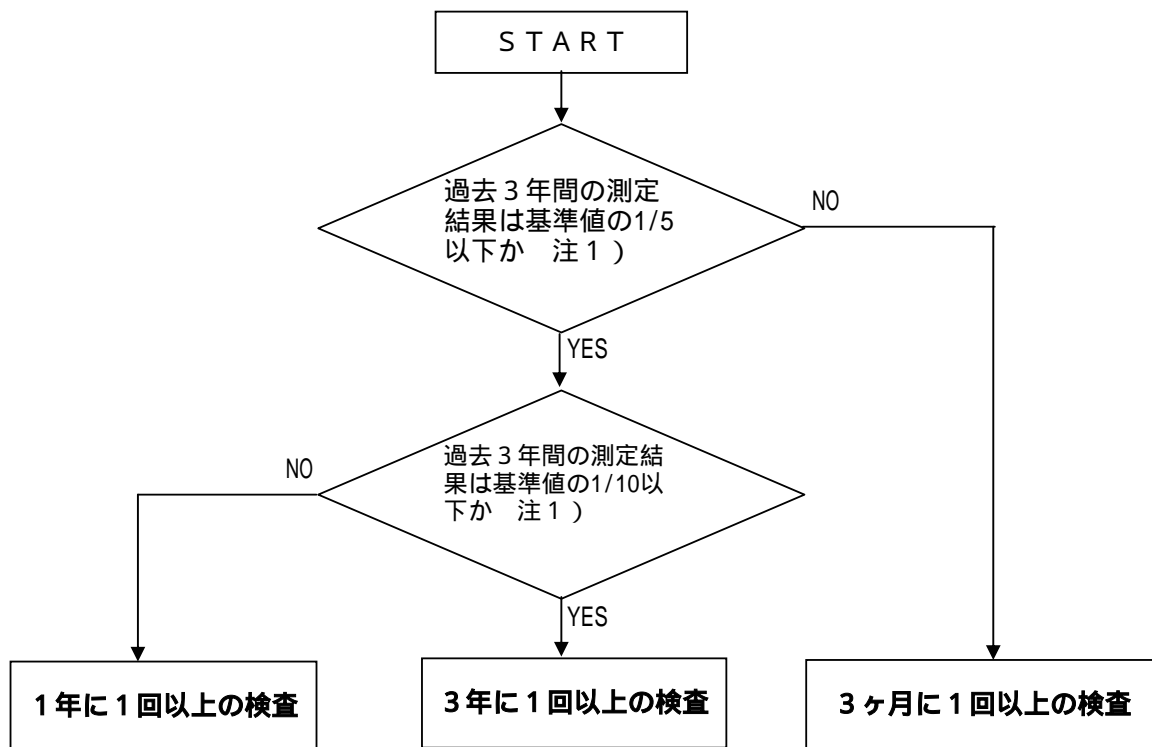 ＳＴＡＲＴ
過去３年間の測定
結果は基準値の1/5
以下か　注１）
NO
YES
過去３年間の測定結
果は基準値の1/10以
下か　注１）
NO
YES
１年に１回以上の検査
３年に１回以上の検査
３ヶ月に１回以上の検査